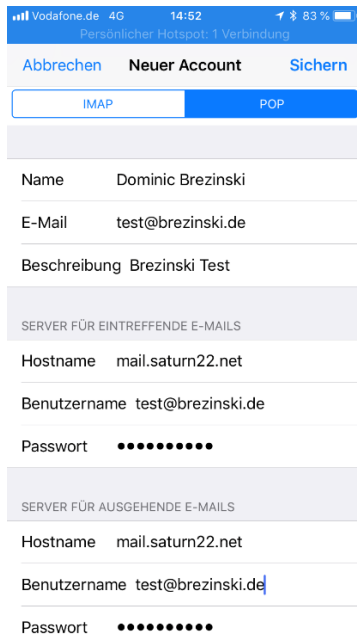 Vodafone.de 4G 14:52 83 %
Persönlicher Hotspot: 1 Verbindung
Abbrechen Neuer Account Sichern
IMAP POP
Name Dominic Brezinski
E-Mail test@brezinski.de
Beschreibung Brezinski Test
SERVER FÜR EINTREFFENDE E-MAILS
Hostname mail.saturn22.net
Benutzername test@brezinski.de
Passwort ●●●●●●●●●●
SERVER FÜR AUSGEHENDE E-MAILS
Hostname mail.saturn22.net
Benutzername test@brezinski.de
Passwort ●●●●●●●●●●